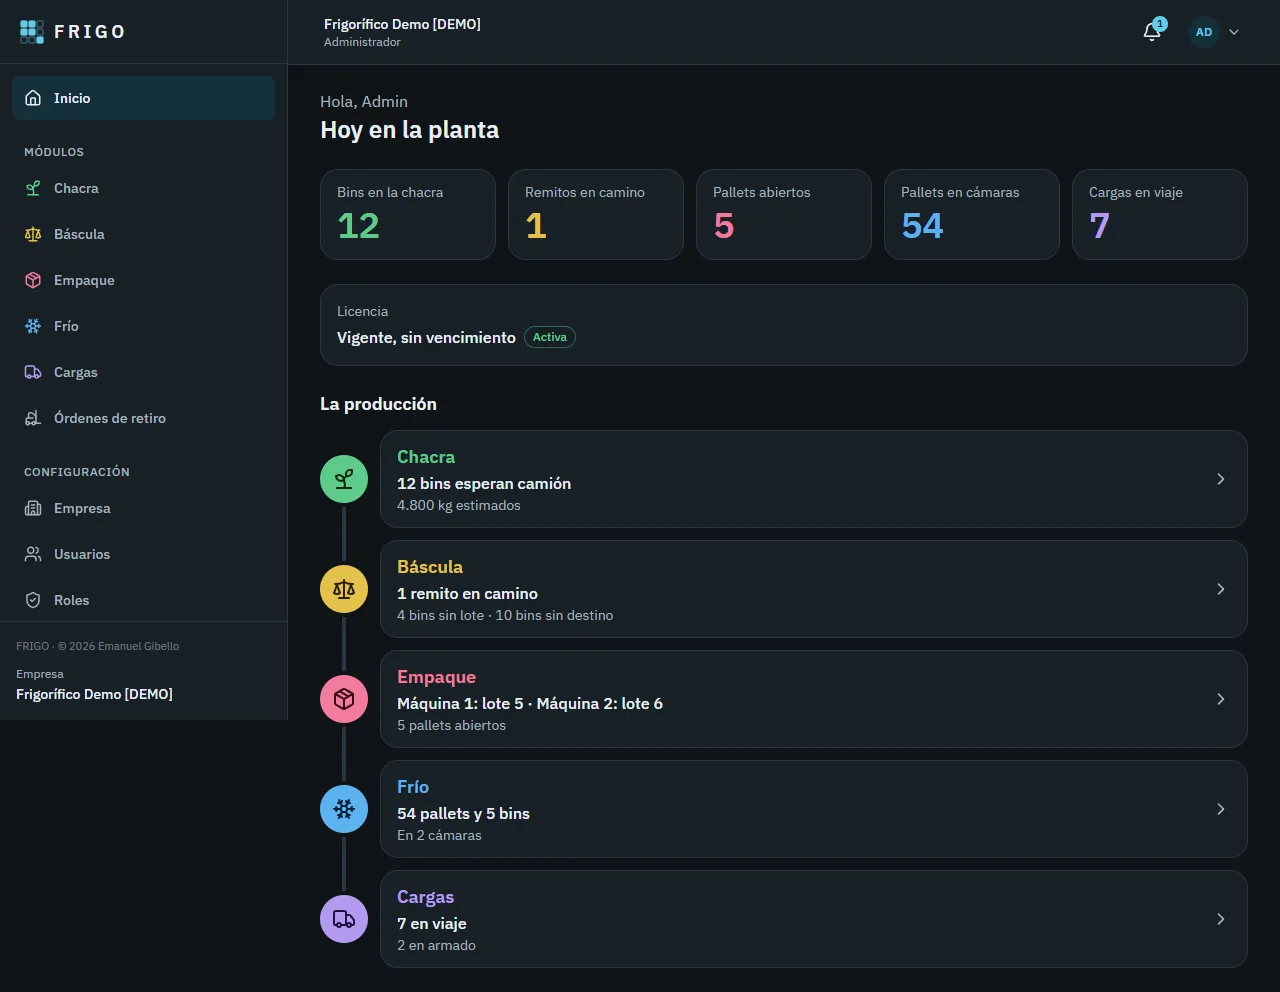 FRIGO
Inicio
MÓDULOS
Chacra
Báscula
Empaque
Frío
Cargas
Órdenes de retiro
CONFIGURACIÓN
Empresa
Usuarios
Roles
FRIGO · © 2026 Emanuel Gibello
Empresa
Frigorífico Demo [DEMO]
Frigorífico Demo [DEMO]
Administrador
1
AD
Hola, Admin
Hoy en la planta
Bins en la chacra
12
Remitos en camino
1
Pallets abiertos
5
Pallets en cámaras
54
Cargas en viaje
7
Licencia
Vigente, sin vencimiento Activa
La producción
Chacra
12 bins esperan camión
4.800 kg estimados
Báscula
1 remito en camino
4 bins sin lote · 10 bins sin destino
Empaque
Máquina 1: lote 5 · Máquina 2: lote 6
5 pallets abiertos
Frío
54 pallets y 5 bins
En 2 cámaras
Cargas
7 en viaje
2 en armado